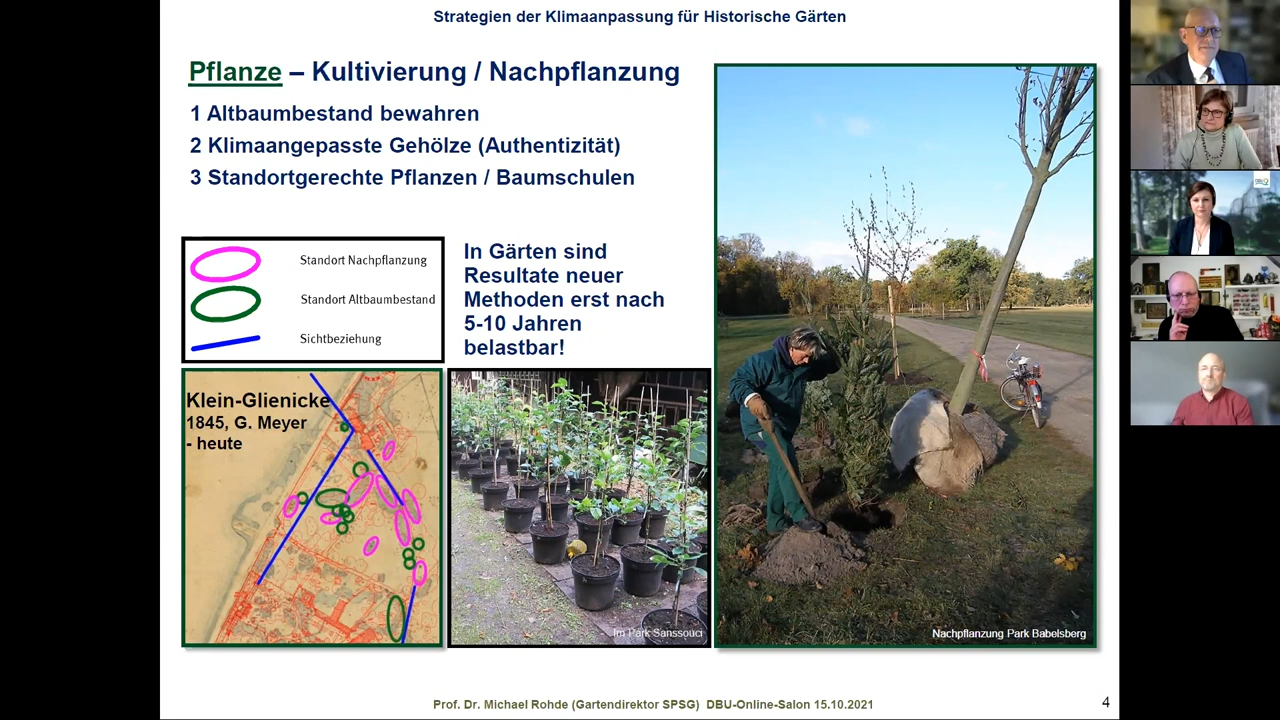 Strategien der Klimaanpassung für Historische Gärten
Pflanze – Kultivierung / Nachpflanzung
1 Altbaumbestand bewahren
2 Klimaangepasste Gehölze (Authentizität)
3 Standortgerechte Pflanzen / Baumschulen
Standort Nachpflanzung
Standort Altbaumbestand
Sichtbeziehung
In Gärten sind
Resultate neuer
Methoden erst nach
5-10 Jahren
belastbar!
Klein-Glienicke
1845, G. Meyer
- heute
Im Park Sanssouci
Nachpflanzung Park Babelsberg
Prof. Dr. Michael Rohde (Gartendirektor SPSG) DBU-Online-Salon 15.10.2021
4